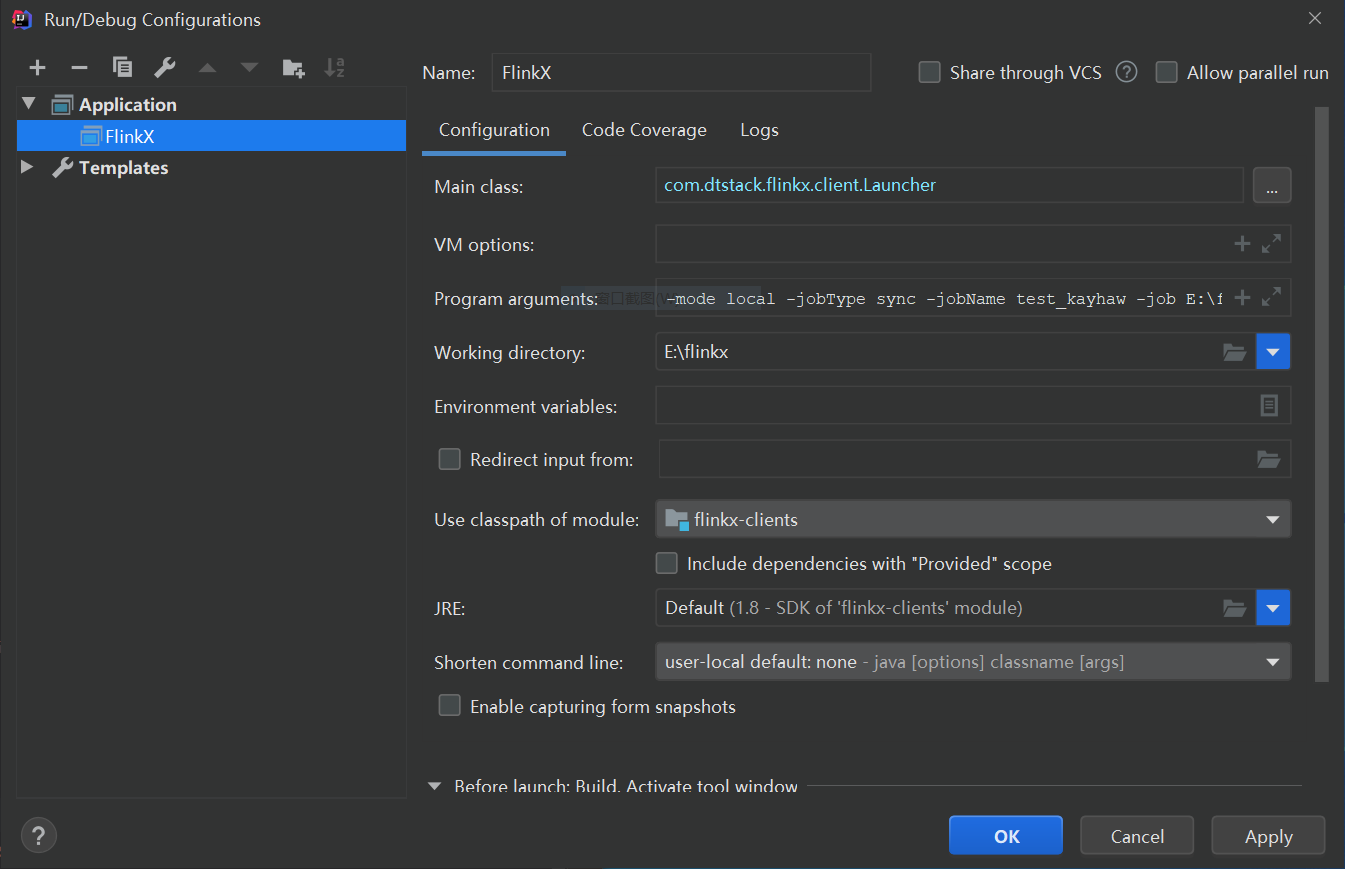 Run/Debug Configurations
Name: FlinkX Share through VCS ? Allow parallel run
Application
FlinkX
Templates
Configuration Code Coverage Logs
Main class: com.dtstack.flinkx.client.Launcher ...
VM options:
Program arguments: -mode local -jobType sync -jobName test_kayhaw -job E:\f
Working directory: E:\flinkx
Environment variables:
Redirect input from:
Use classpath of module: flinkx-clients
Include dependencies with "Provided" scope
JRE: Default (1.8 - SDK of 'flinkx-clients' module)
Shorten command line: user-local default: none - java [options] classname [args]
Enable capturing form snapshots
Before launch: Build, Activate tool window
? OK Cancel Apply